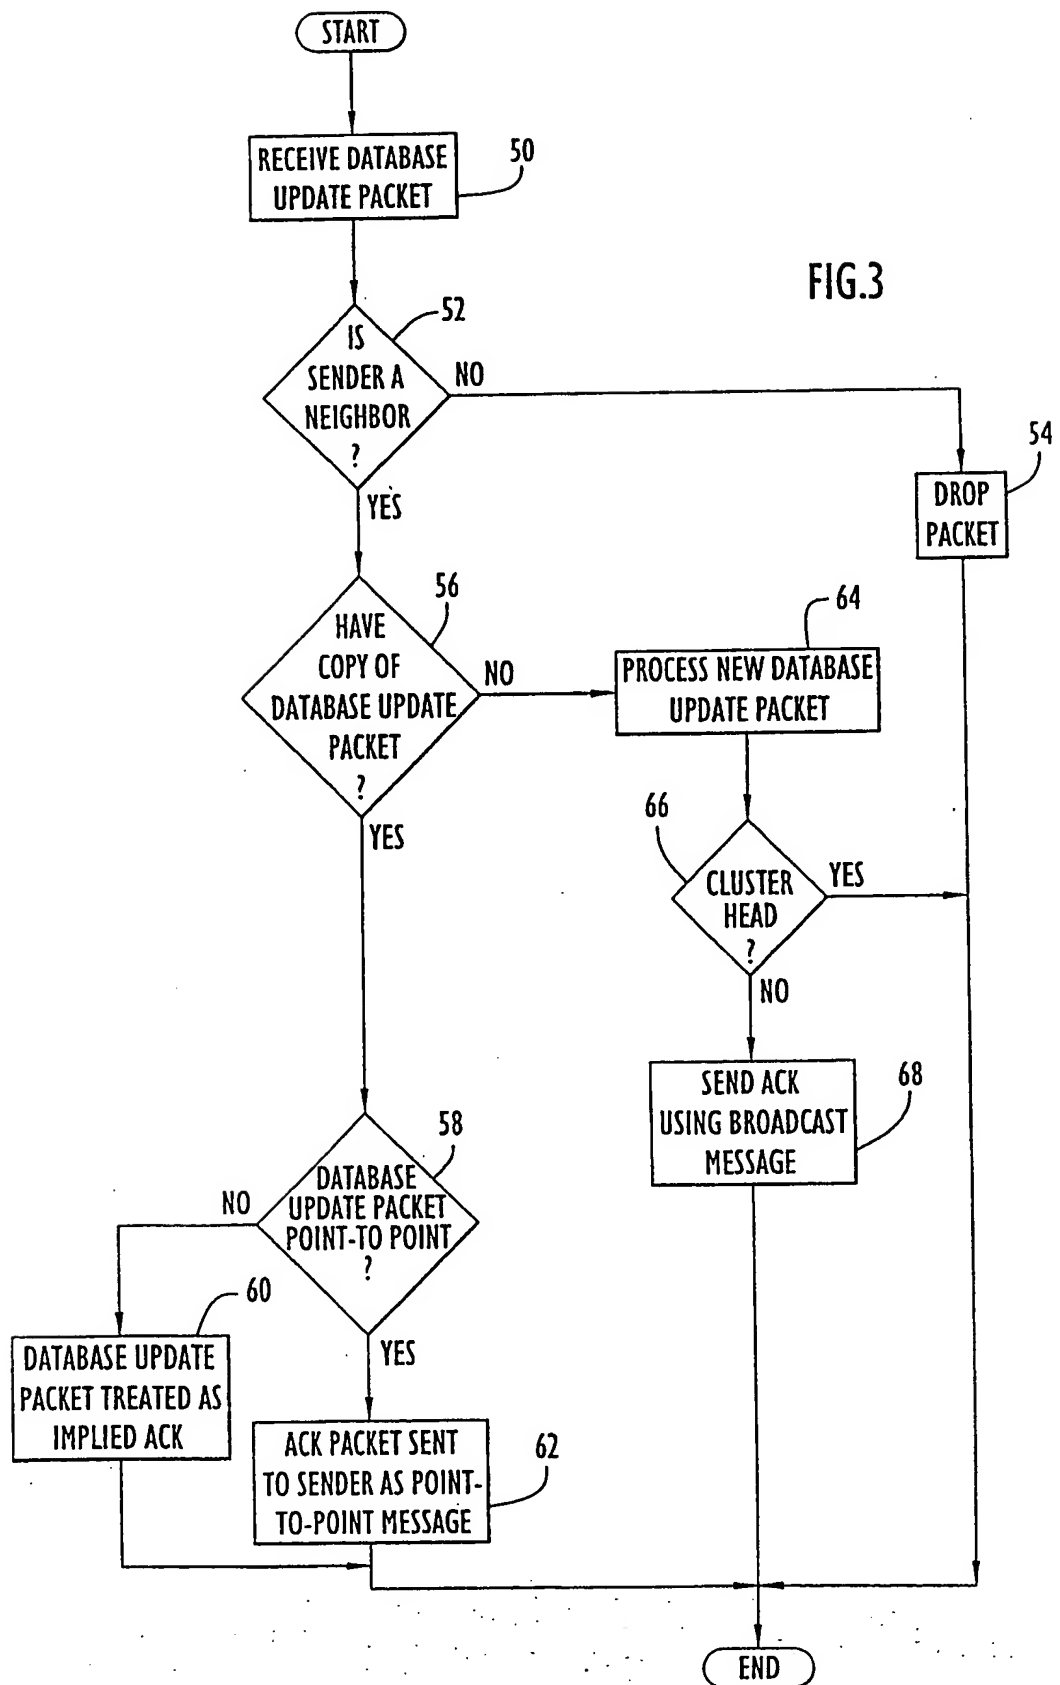 START
RECEIVE DATABASE
UPDATE PACKET
50
FIG.3
52
IS
SENDER A
NEIGHBOR
?
NO
YES
54
DROP
PACKET
56
HAVE
COPY OF
DATABASE UPDATE
PACKET
?
NO
YES
64
PROCESS NEW DATABASE
UPDATE PACKET
66
CLUSTER
HEAD
?
YES
NO
68
SEND ACK
USING BROADCAST
MESSAGE
58
DATABASE
UPDATE PACKET
POINT-TO POINT
?
NO
YES
60
DATABASE UPDATE
PACKET TREATED AS
IMPLIED ACK
62
ACK PACKET SENT
TO SENDER AS POINT-
TO-POINT MESSAGE
END